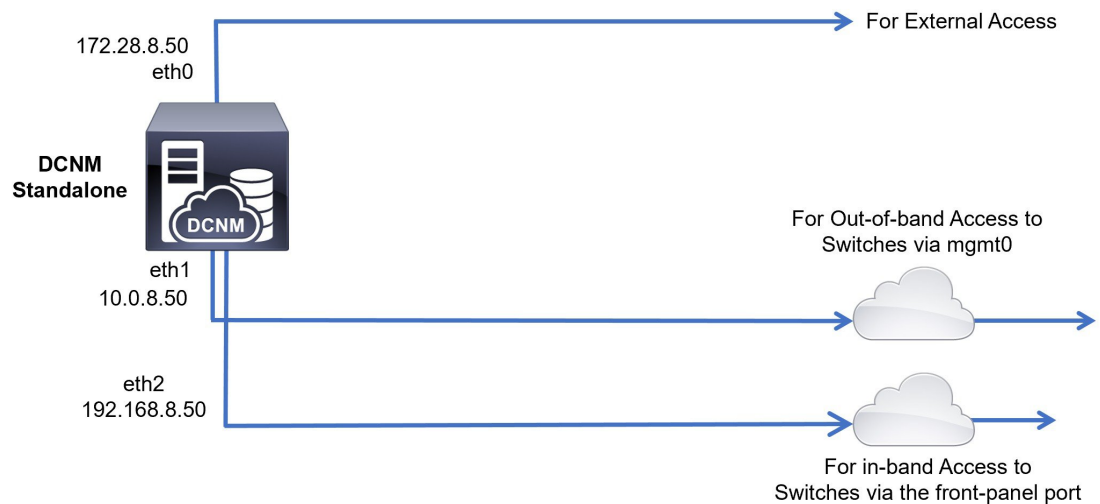 For External Access
172.28.8.50
eth0
DCNM
Standalone
DCNM
For Out-of-band Access to
Switches via mgmt0
eth1
10.0.8.50
eth2
192.168.8.50
For in-band Access to
Switches via the front-panel port